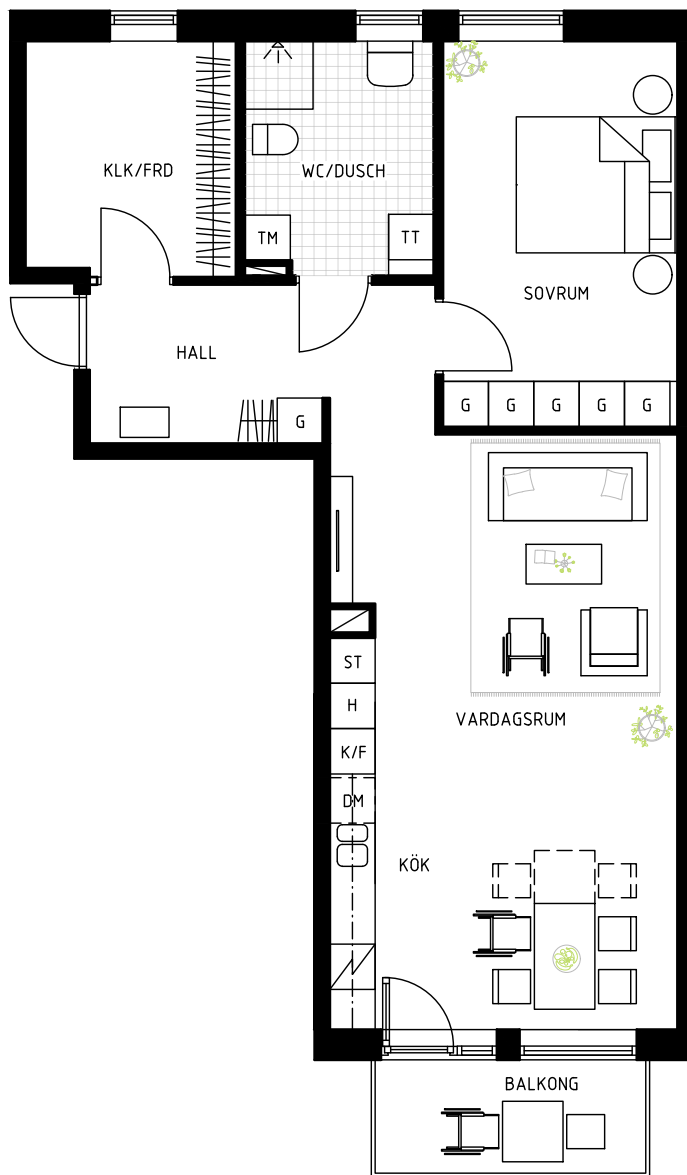 KLK/FRD
WC/DUSCH
TM
TT
SOVRUM
HALL
G
G
G
G
G
G
ST
H
K/F
DM
VARDAGSRUM
KÖK
BALKONG